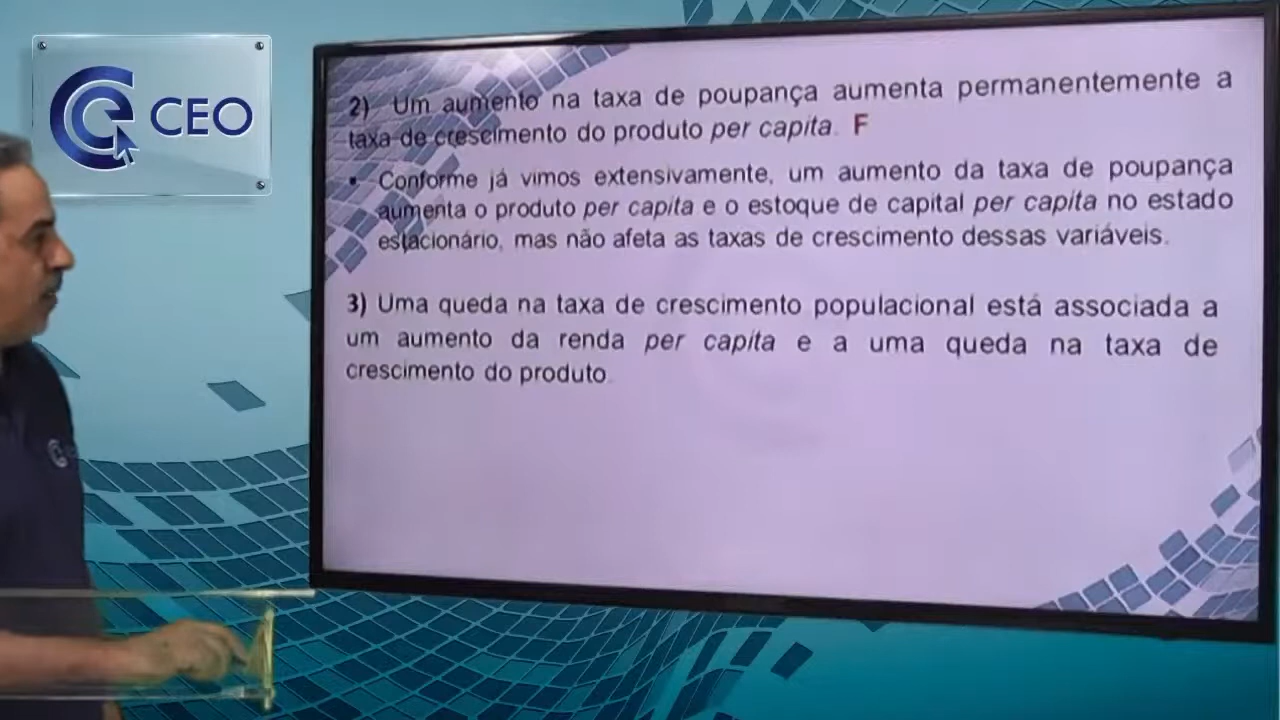 CEO
2) Um aumento na taxa de poupança aumenta permanentemente a
taxa de crescimento do produto per capita. F
• Conforme já vimos extensivamente, um aumento da taxa de poupança
aumenta o produto per capita e o estoque de capital per capita no estado
estacionário, mas não afeta as taxas de crescimento dessas variáveis.
3) Uma queda na taxa de crescimento populacional está associada a
um aumento da renda per capita e a uma queda na taxa de
crescimento do produto.